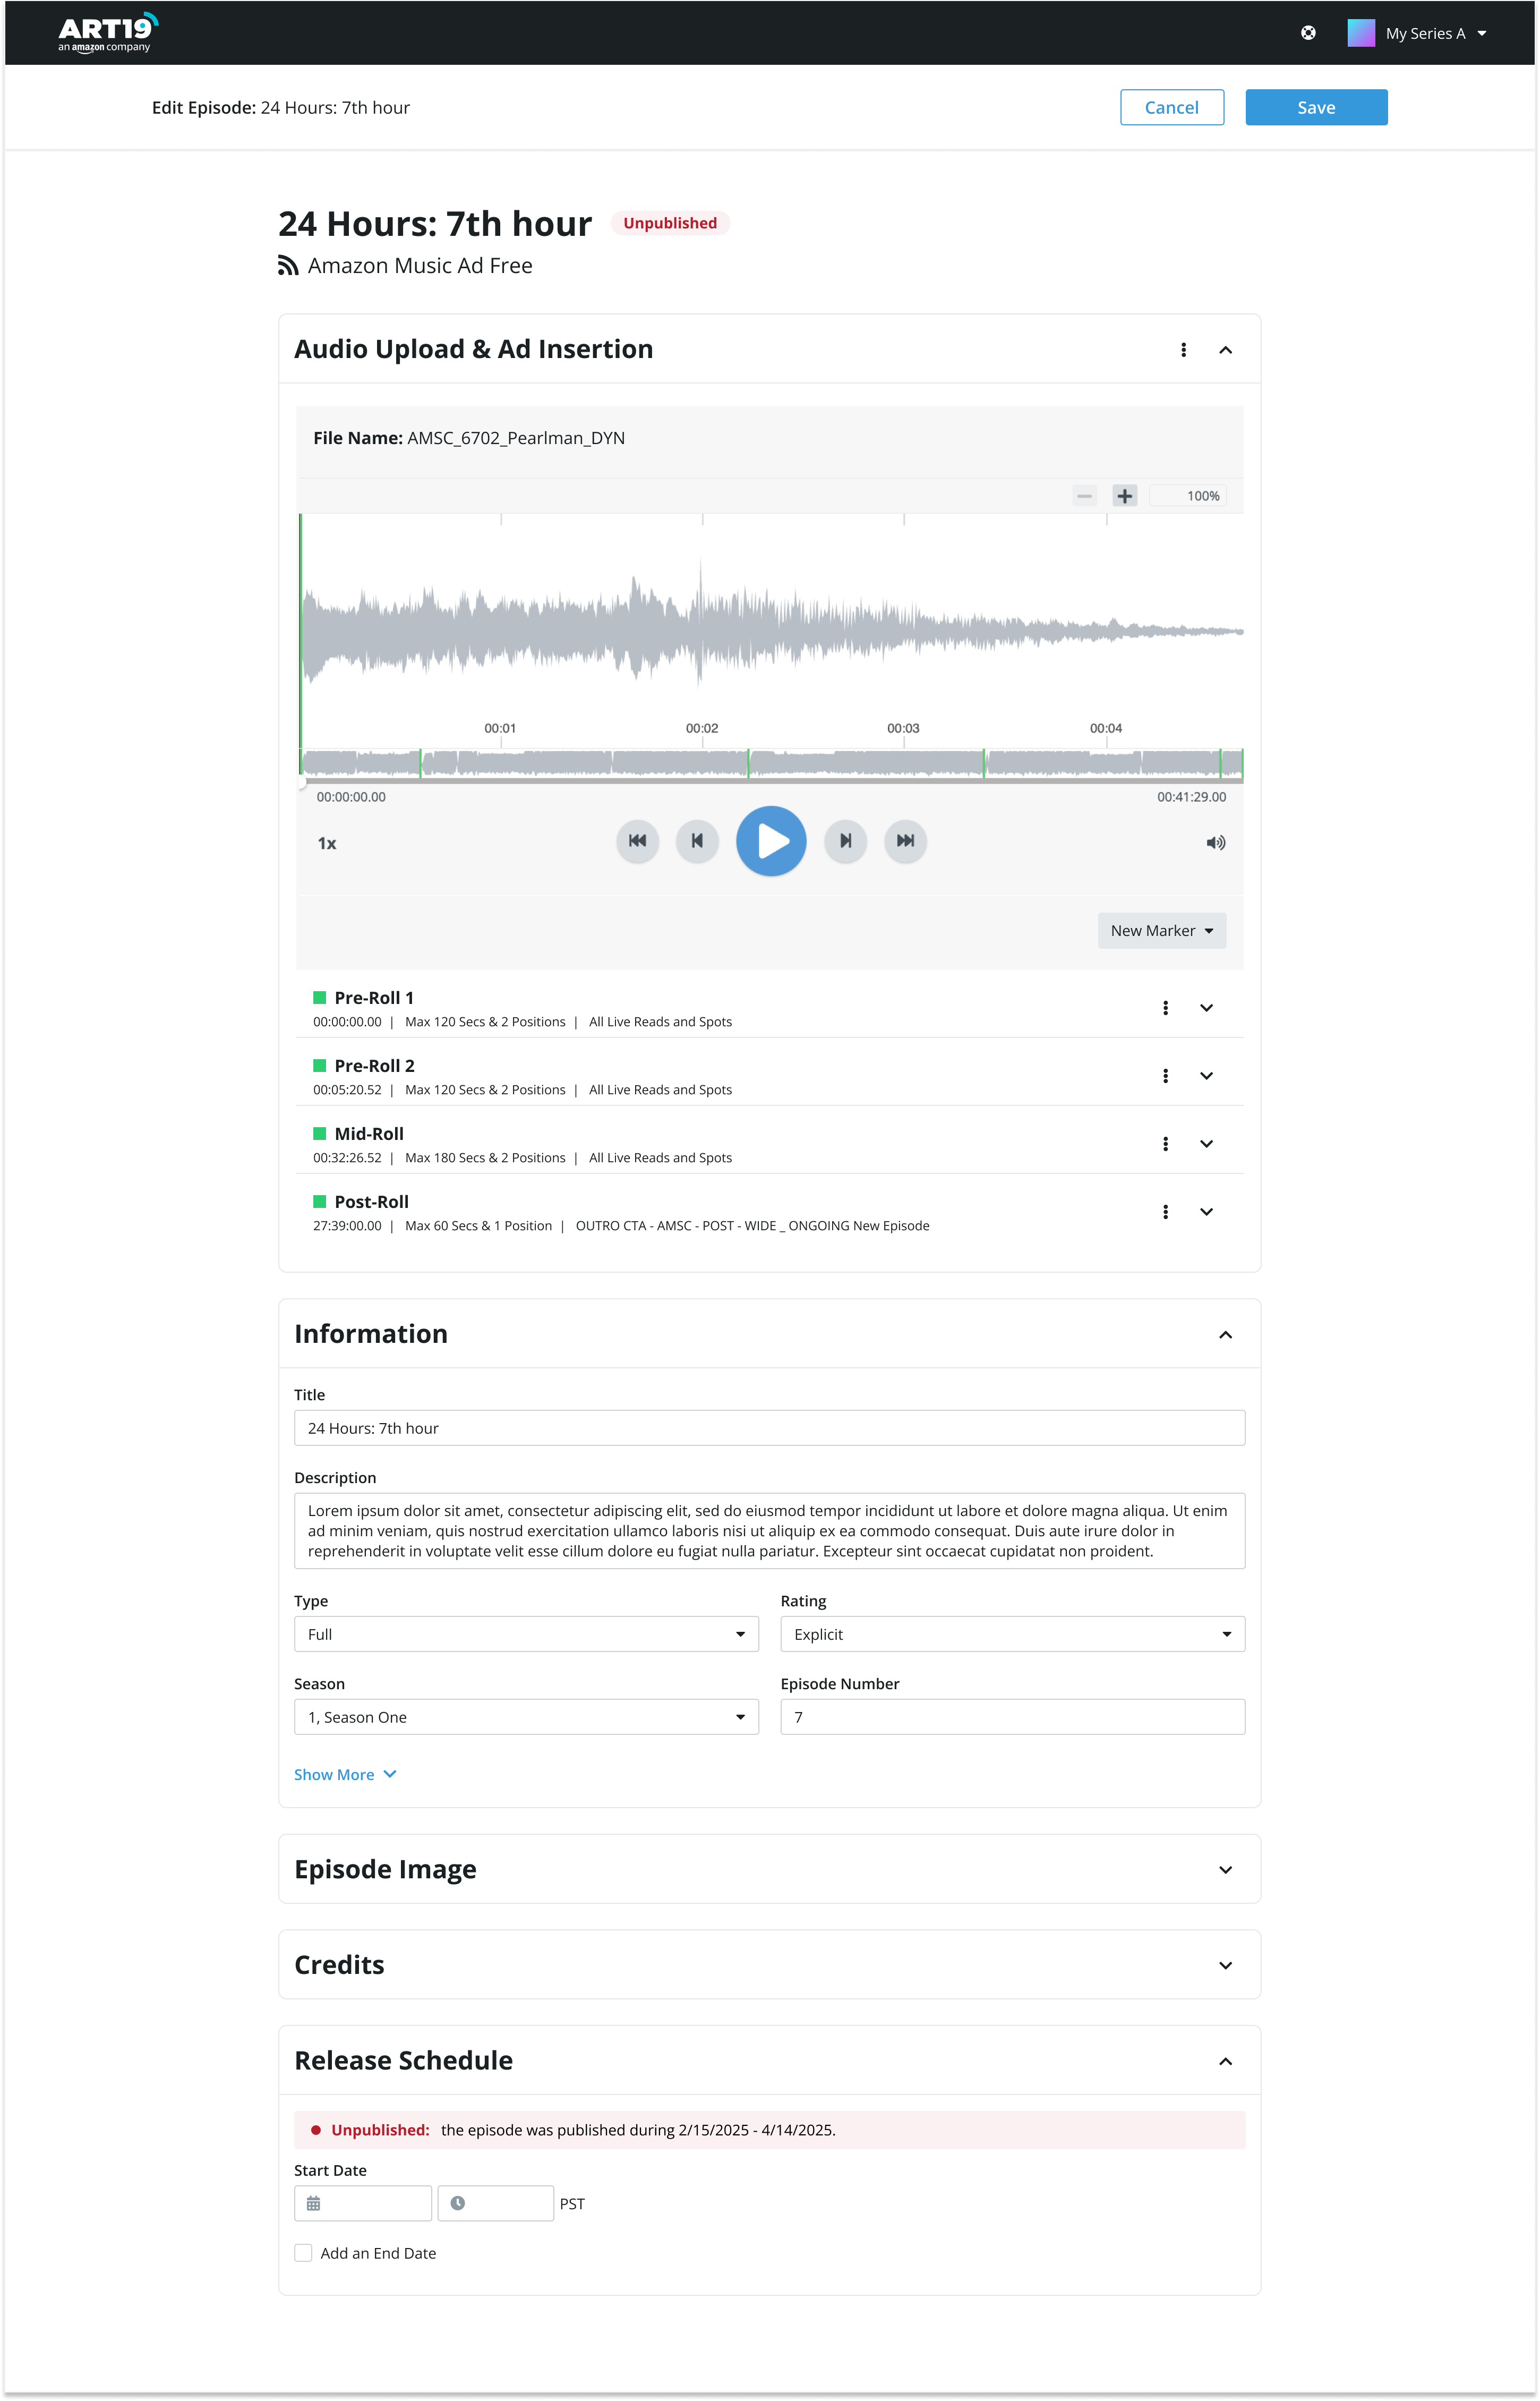 ART19
an amazon company
My Series A
Edit Episode: 24 Hours: 7th hour
Cancel
Save
24 Hours: 7th hour
Unpublished
Amazon Music Ad Free
Audio Upload & Ad Insertion
File Name: AMSC_6702_Pearlman_DYN
100%
00:01
00:02
00:03
00:04
00:00:00.00
00:41:29.00
1x
New Marker
Pre-Roll 1
00:00:00.00 | Max 120 Secs & 2 Positions | All Live Reads and Spots
Pre-Roll 2
00:05:20.52 | Max 120 Secs & 2 Positions | All Live Reads and Spots
Mid-Roll
00:32:26.52 | Max 180 Secs & 2 Positions | All Live Reads and Spots
Post-Roll
27:39:00.00 | Max 60 Secs & 1 Position | OUTRO CTA - AMSC - POST - WIDE _ ONGOING New Episode
Information
Title
24 Hours: 7th hour
Description
Lorem ipsum dolor sit amet, consectetur adipiscing elit, sed do eiusmod tempor incididunt ut labore et dolore magna aliqua. Ut enim
ad minim veniam, quis nostrud exercitation ullamco laboris nisi ut aliquip ex ea commodo consequat. Duis aute irure dolor in
reprehenderit in voluptate velit esse cillum dolore eu fugiat nulla pariatur. Excepteur sint occaecat cupidatat non proident.
Type
Rating
Full
Explicit
Season
Episode Number
1, Season One
7
Show More
Episode Image
Credits
Release Schedule
Unpublished: the episode was published during 2/15/2025 - 4/14/2025.
Start Date
PST
Add an End Date